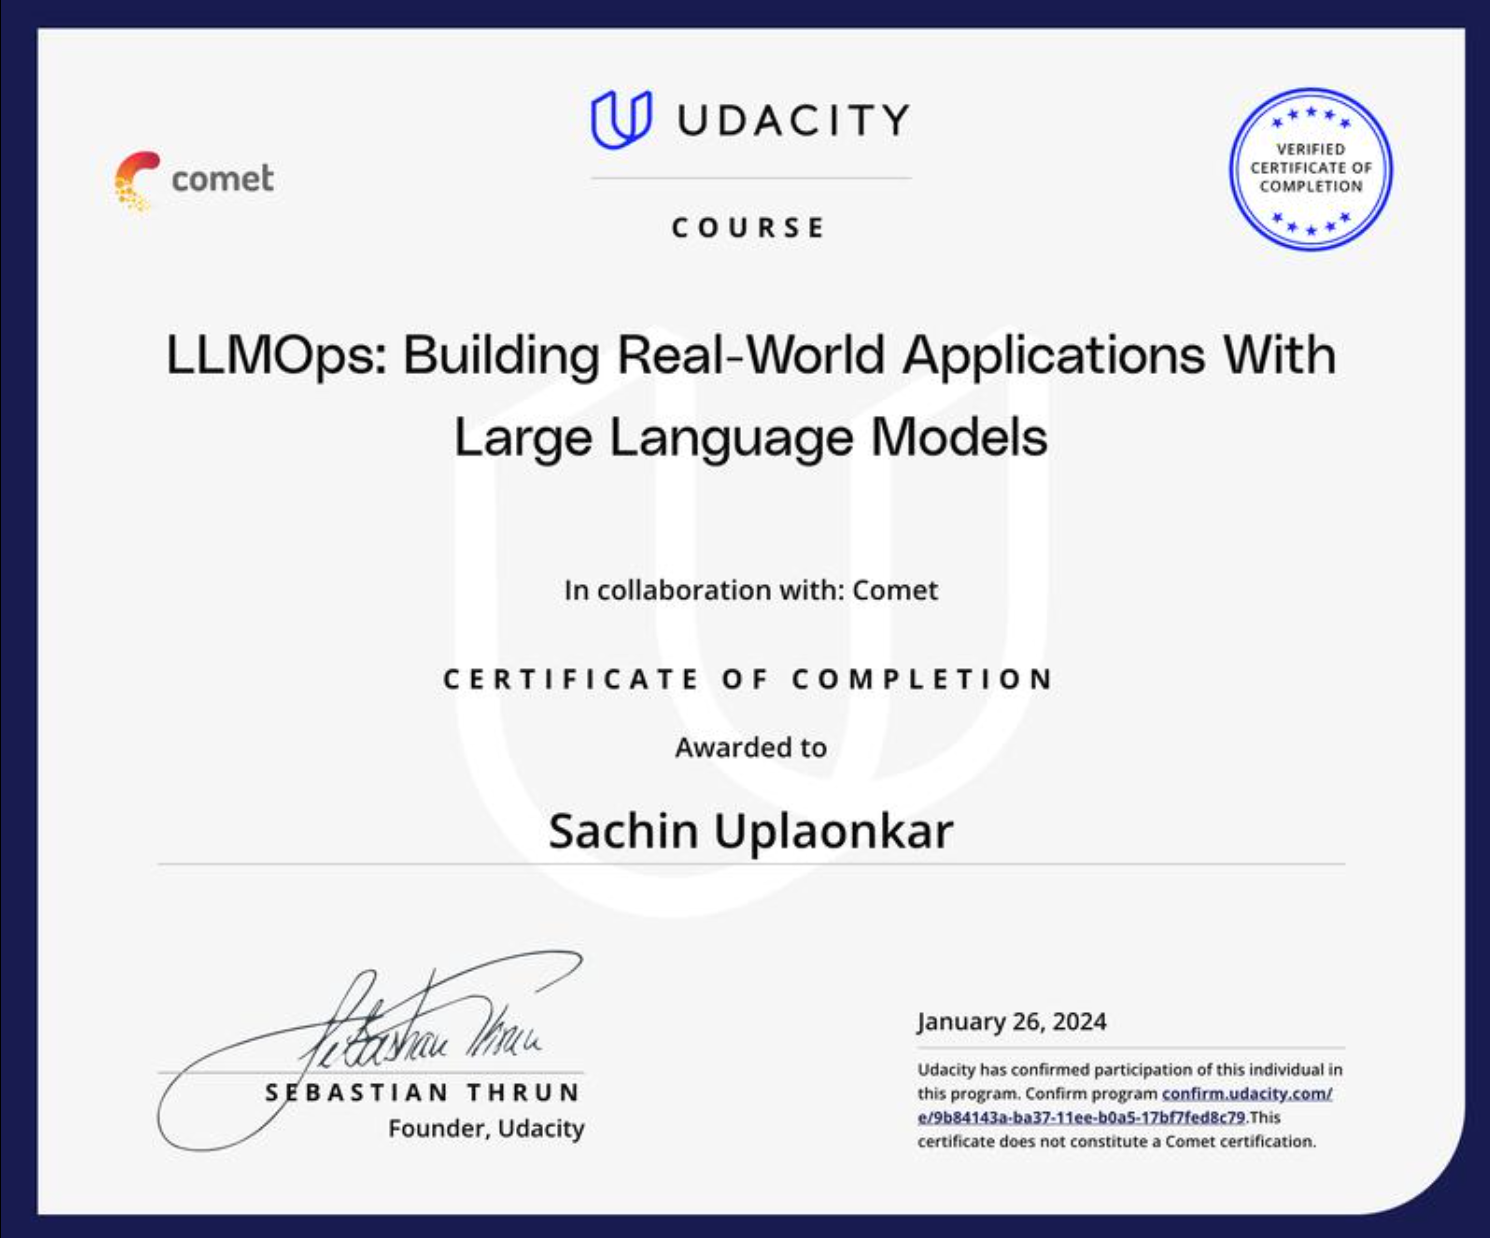 comet
UDACITY
COURSE
VERIFIED
CERTIFICATE OF
COMPLETION
LLMOps: Building Real-World Applications With
Large Language Models
In collaboration with: Comet
CERTIFICATE OF COMPLETION
Awarded to
Sachin Uplaonkar
Sebastian Thrun
SEBASTIAN THRUN
Founder, Udacity
January 26, 2024
Udacity has confirmed participation of this individual in
this program. Confirm program confirm.udacity.com/
e/9b84143a-ba37-11ee-b0a5-17bf7fed8c79.This
certificate does not constitute a Comet certification.